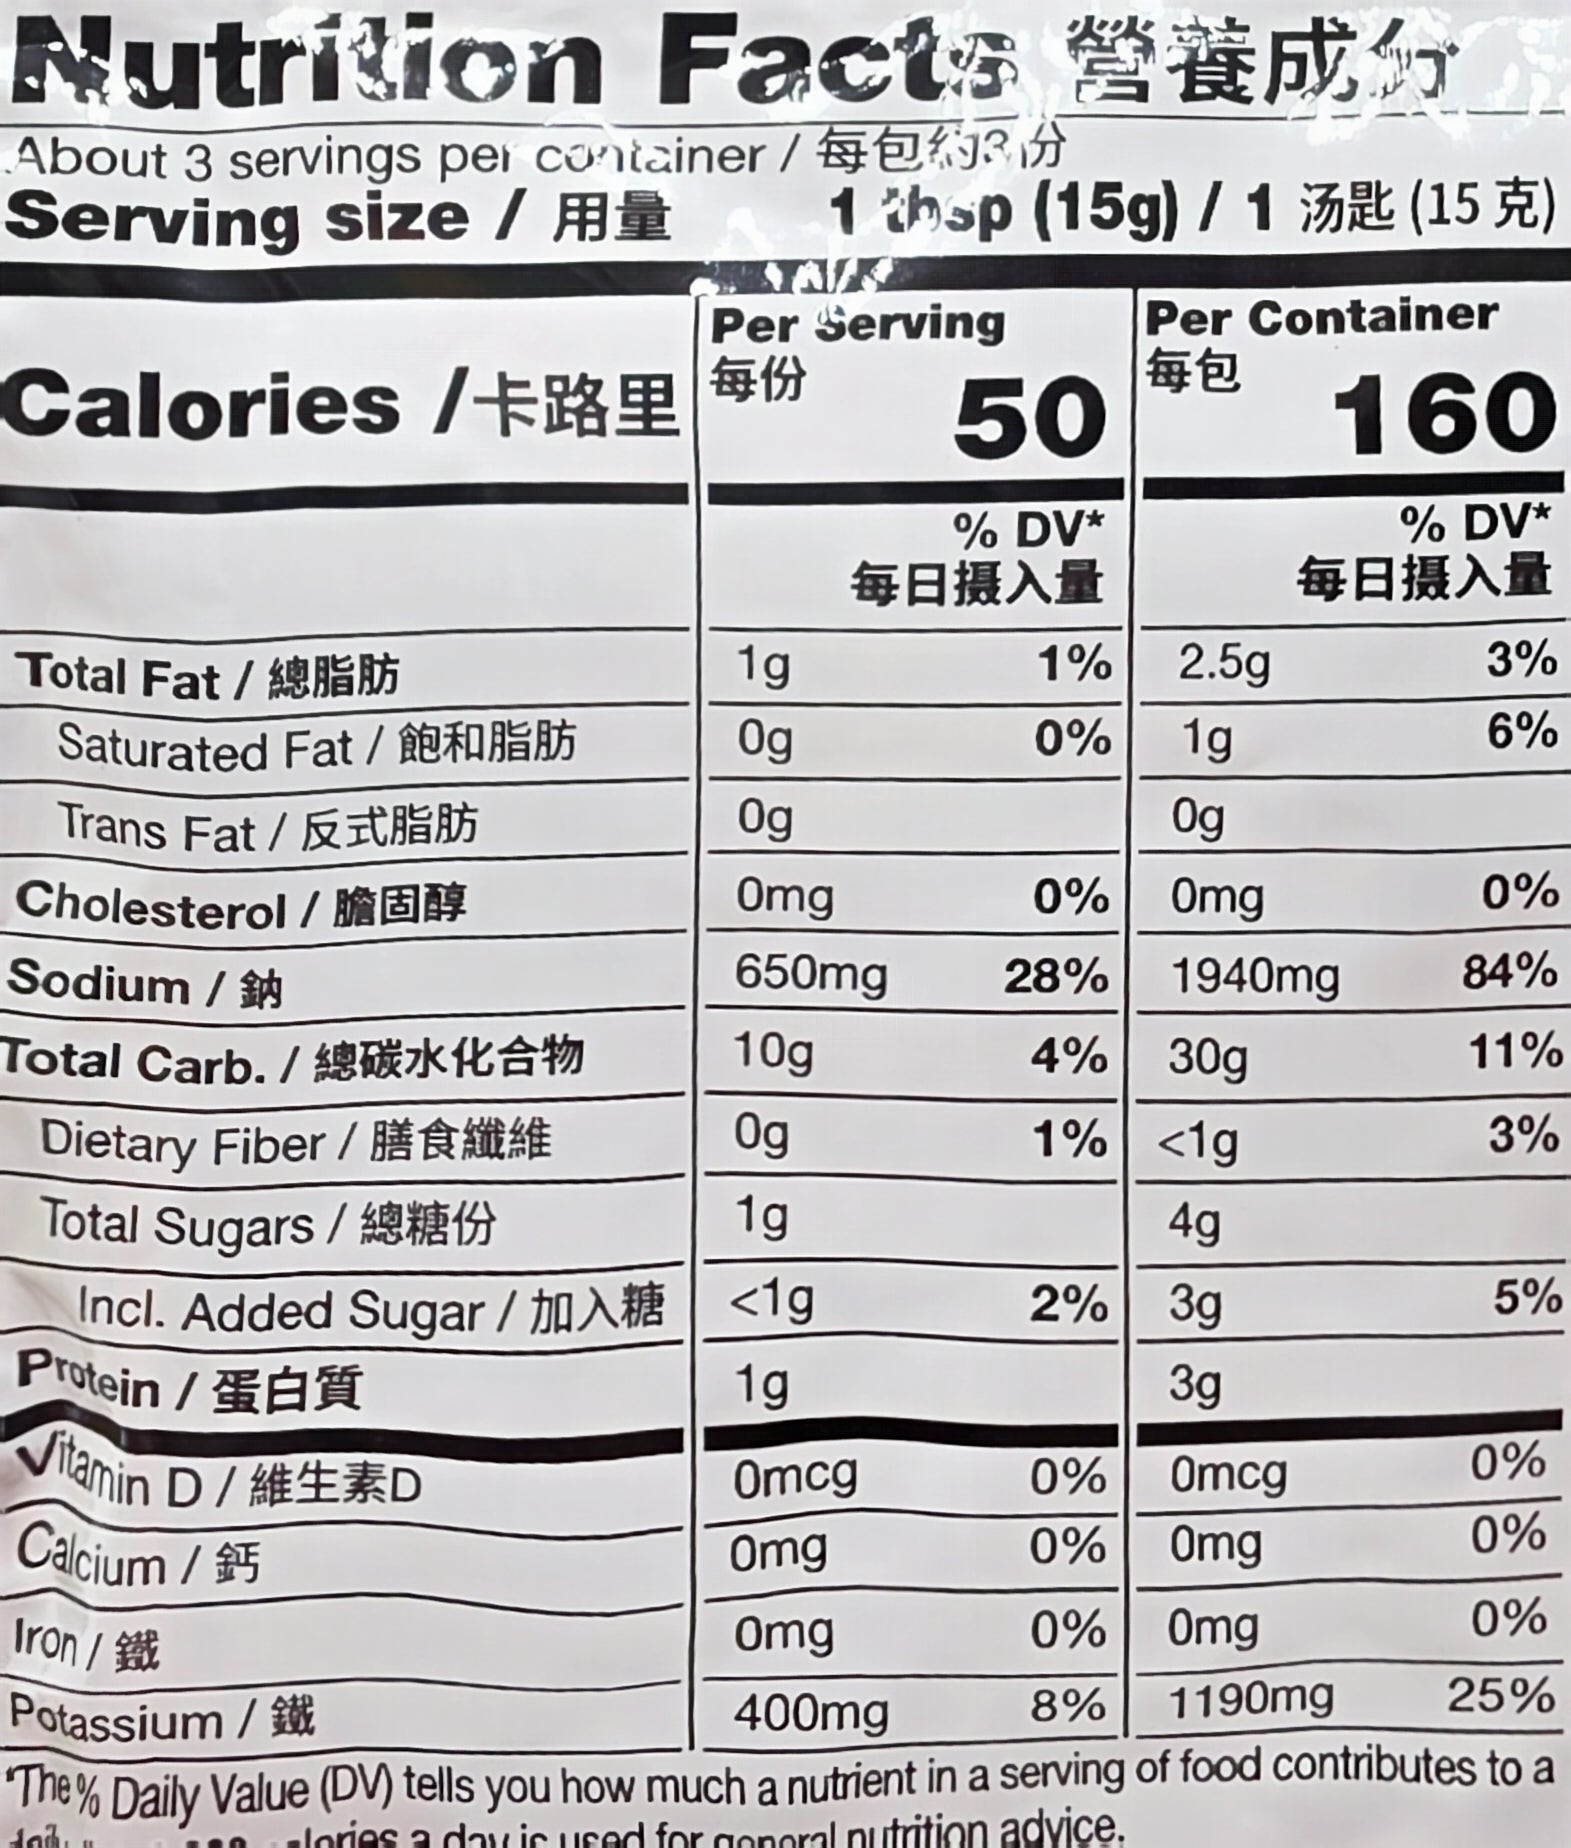 Nutrition Facts 營養成分
About 3 servings per container / 每包約3份
Serving size / 用量 1 tbsp (15g) / 1 汤匙 (15 克)
Per Serving Per Container
Calories / 卡路里 每份 50 每包 160
% DV* % DV*
每日摄入量 每日摄入量
Total Fat / 總脂肪 1g 1% 2.5g 3%
Saturated Fat / 飽和脂肪 0g 0% 1g 6%
Trans Fat / 反式脂肪 0g 0g
Cholesterol / 膽固醇 0mg 0% 0mg 0%
Sodium / 鈉 650mg 28% 1940mg 84%
Total Carb. / 總碳水化合物 10g 4% 30g 11%
Dietary Fiber / 膳食纖維 0g 1% <1g 3%
Total Sugars / 總糖份 1g 4g
Incl. Added Sugar / 加入糖 <1g 2% 3g 5%
Protein / 蛋白質 1g 3g
Vitamin D / 維生素D 0mcg 0% 0mcg 0%
Calcium / 鈣 0mg 0% 0mg 0%
Iron / 鐵 0mg 0% 0mg 0%
Potassium / 鐵 400mg 8% 1190mg 25%
*The % Daily Value (DV) tells you how much a nutrient in a serving of food contributes to a
a day is used for general nutrition advice.